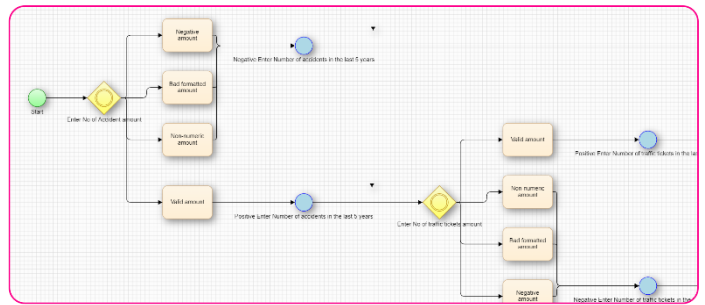 Negative
amount
Negative Enter Number of accidents in the last 5 years
Bad formatted
amount
Start
Enter No of Accident amount
Non-numeric
amount
Valid amount
Positive Enter Number of accidents in the last 5 years
Enter No of traffic tickets amount
Valid amount
Positive Enter Number of traffic tickets in the las
Non numeric
amount
Bad formatted
amount
Negative
amount
Negative Enter Number of traffic tickets in the